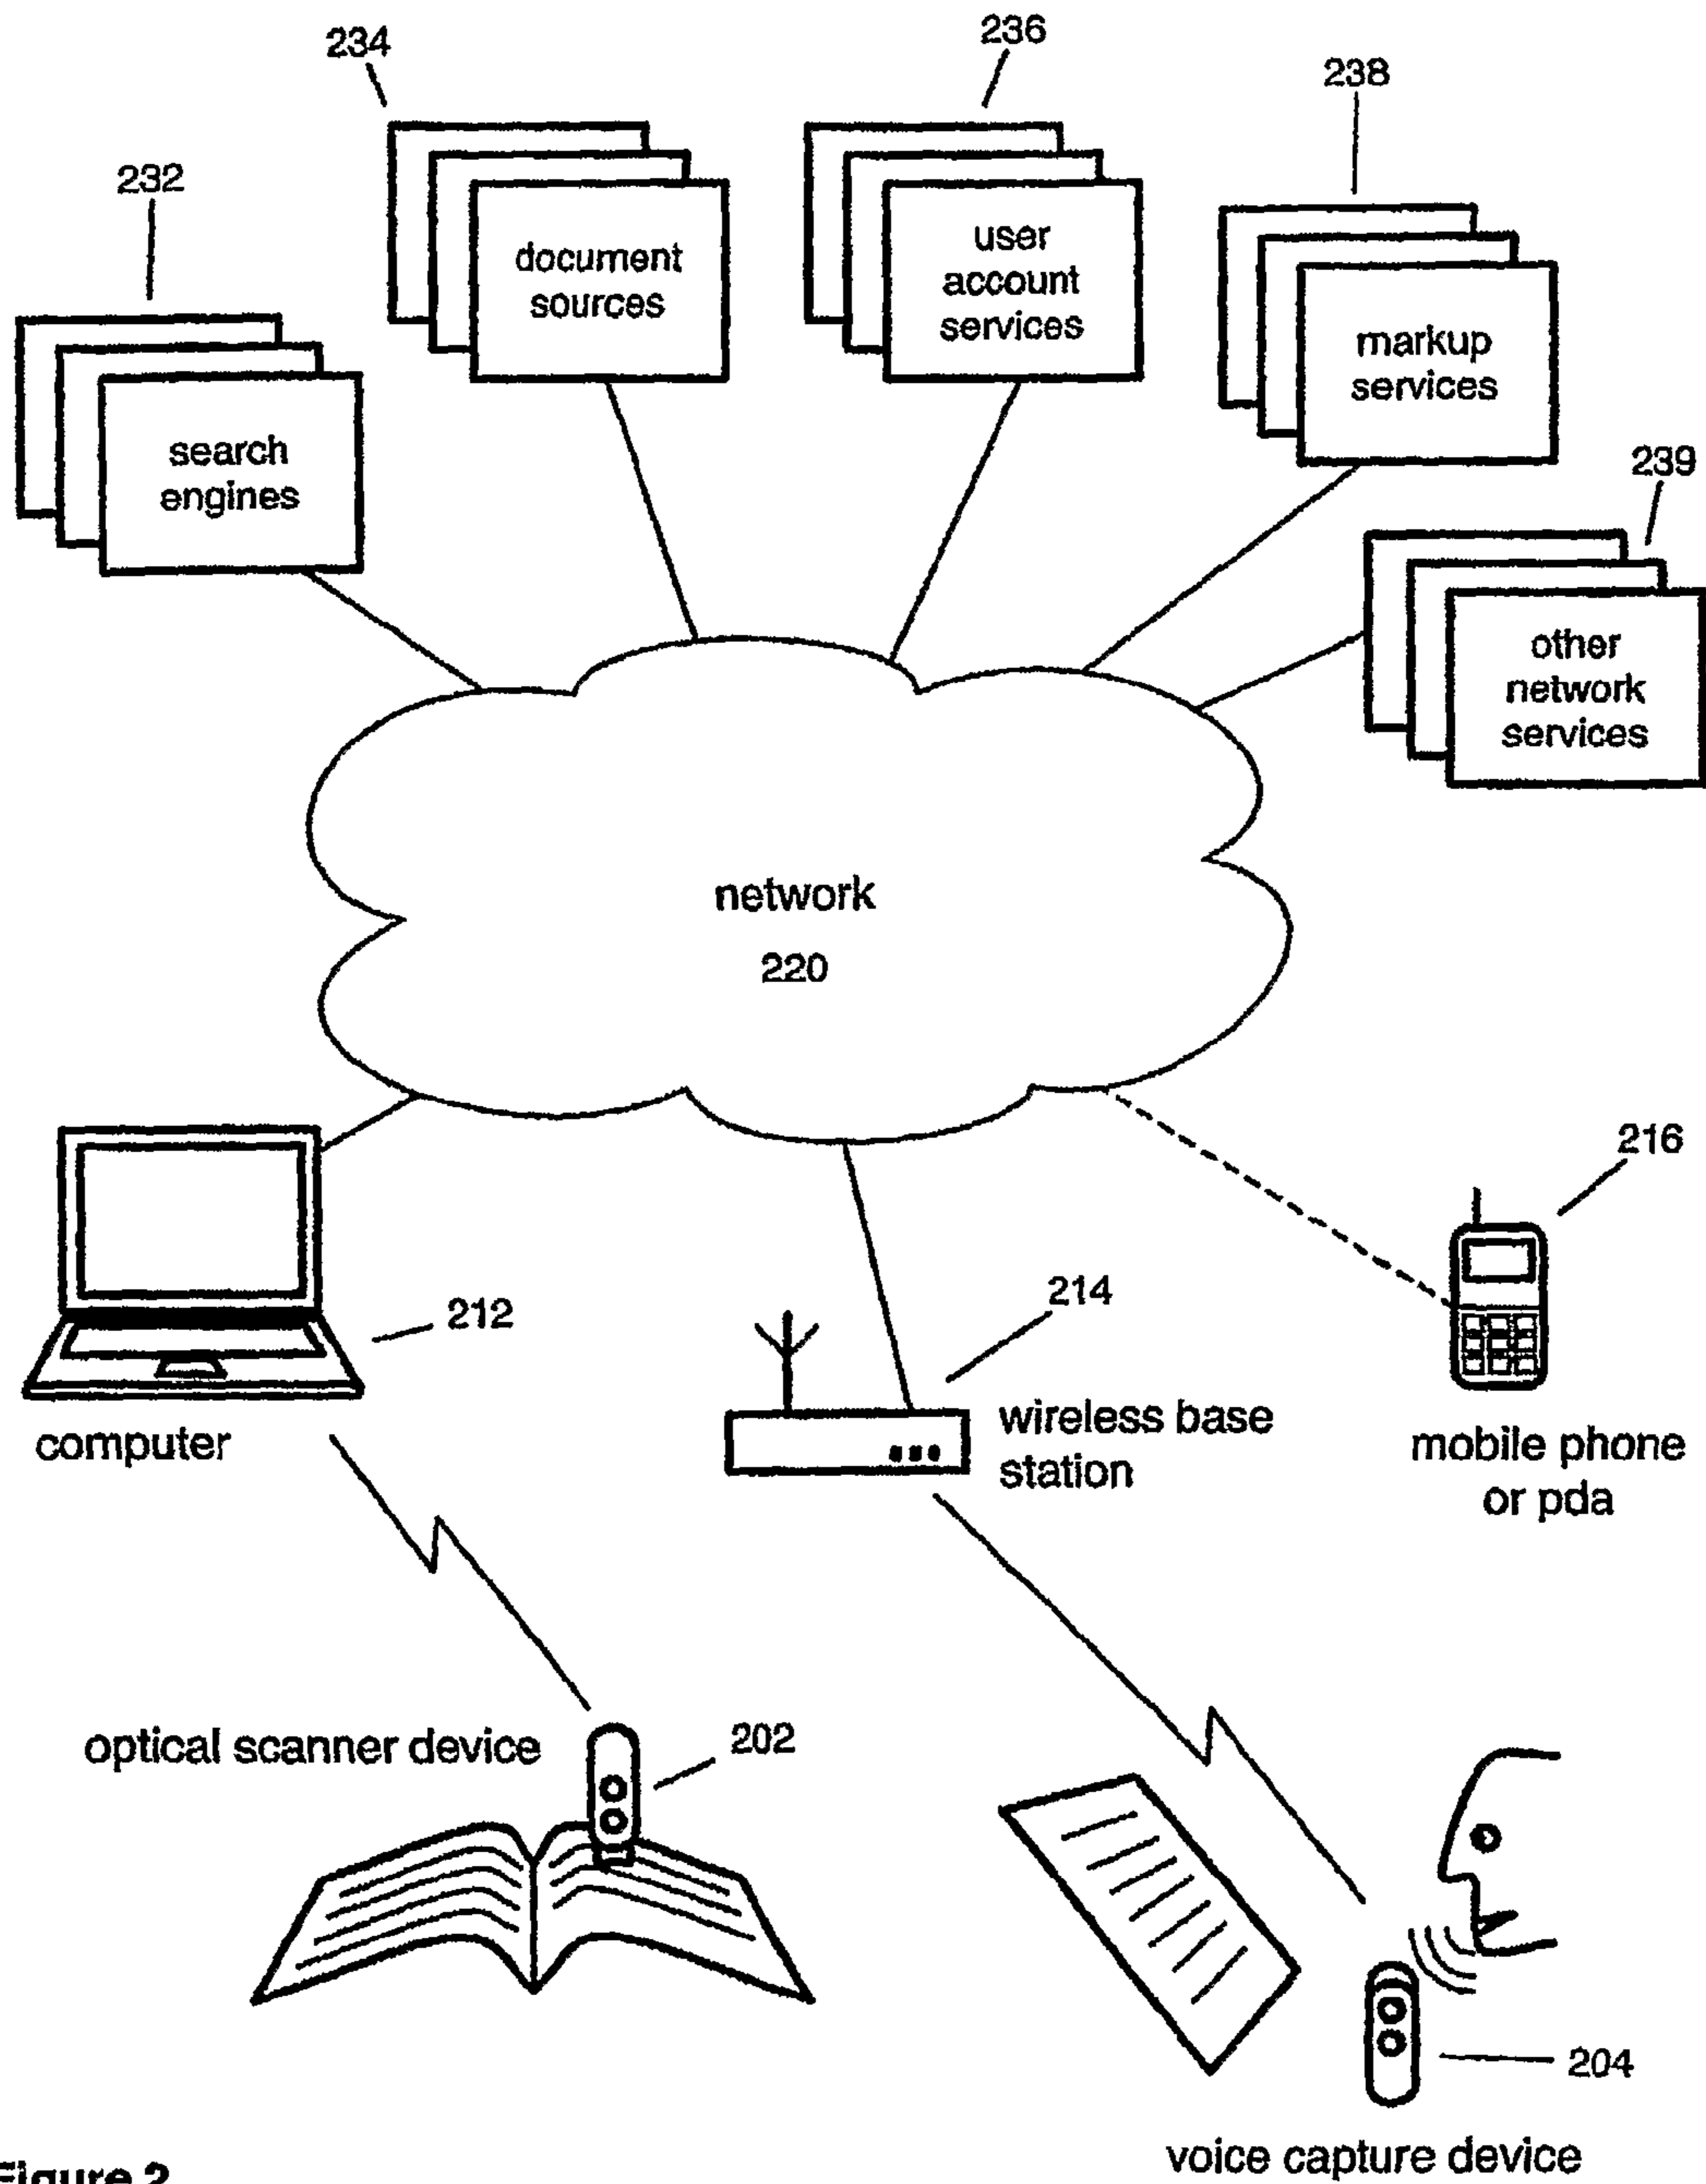 234
236
238
232
document
sources
user
account
services
markup
services
search
engines
239
other
network
services
network
220
216
212
214
computer
wireless base
station
mobile phone
or pda
optical scanner device
202
204
voice capture device
Figure 2